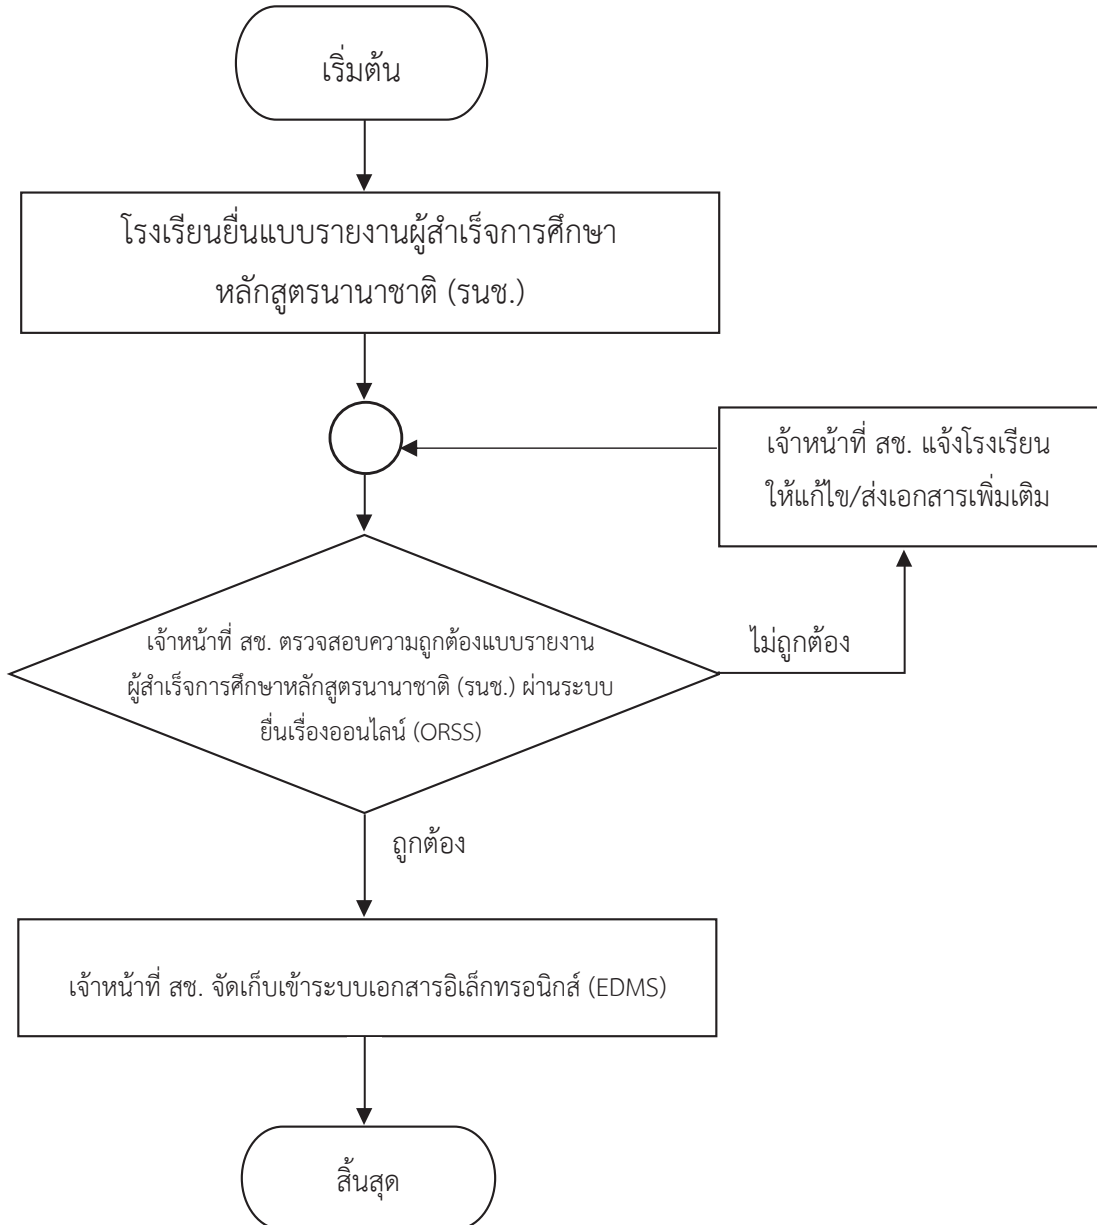 เริ่มต้น
โรงเรียนยื่นแบบรายงานผู้สำเร็จการศึกษา
หลักสูตรนานาชาติ (รนช.)
เจ้าหน้าที่ สช. แจ้งโรงเรียน
ให้แก้ไข/ส่งเอกสารเพิ่มเติม
เจ้าหน้าที่ สช. ตรวจสอบความถูกต้องแบบรายงาน
ผู้สำเร็จการศึกษาหลักสูตรนานาชาติ (รนช.) ผ่านระบบ
ยื่นเรื่องออนไลน์ (ORSS)
ไม่ถูกต้อง
ถูกต้อง
เจ้าหน้าที่ สช. จัดเก็บเข้าระบบเอกสารอิเล็กทรอนิกส์ (EDMS)
สิ้นสุด